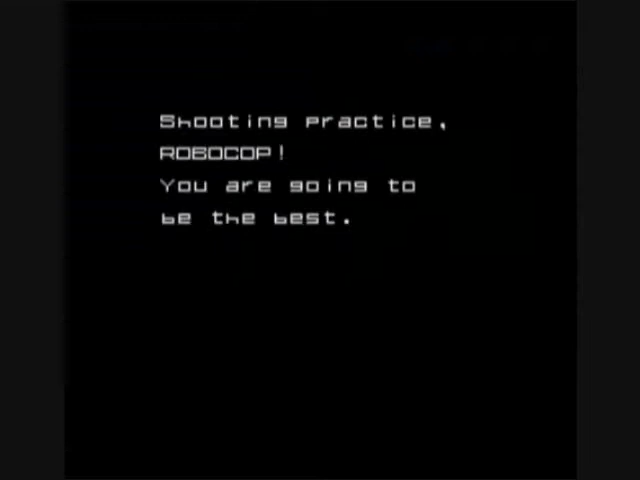 Shooting practice,
ROBOCOP!
You are going to
be the best.